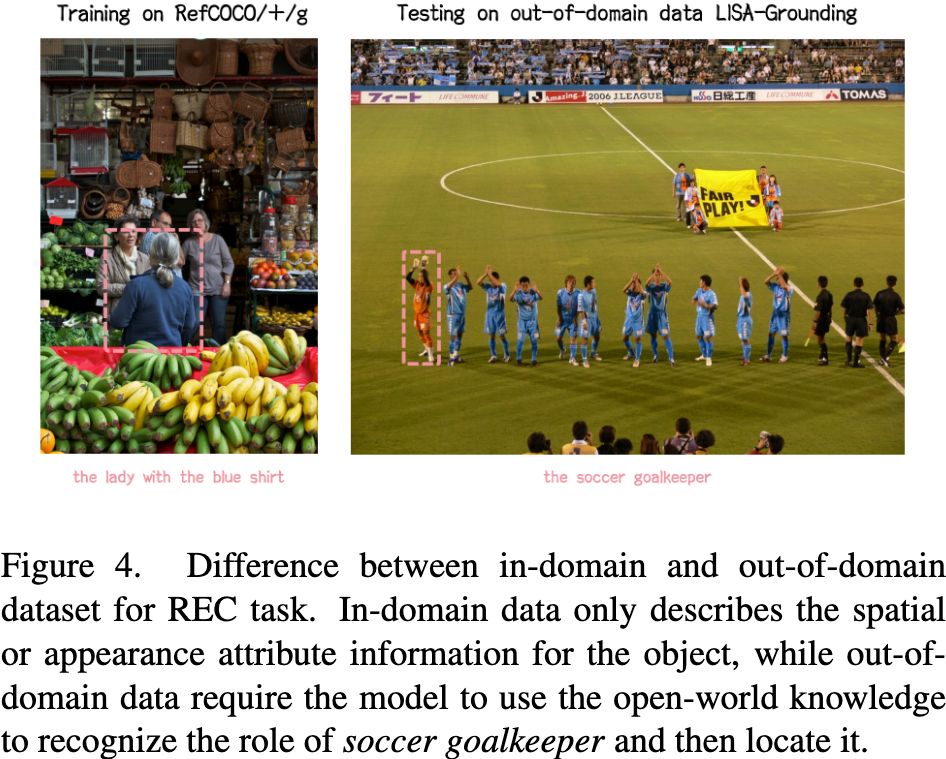 Training on RefCOCO/+/g
Testing on out-of-domain data LISA-Grounding
フィート
LIFE COMMUNE
Amazing..
2006 J.LEAGUE
日総工産
LIFE COMMUNE
TOMAS
FAIR
PLAY!
the lady with the blue shirt
the soccer goalkeeper
Figure 4. Difference between in-domain and out-of-domain
dataset for REC task. In-domain data only describes the spatial
or appearance attribute information for the object, while out-of-
domain data require the model to use the open-world knowledge
to recognize the role of soccer goalkeeper and then locate it.